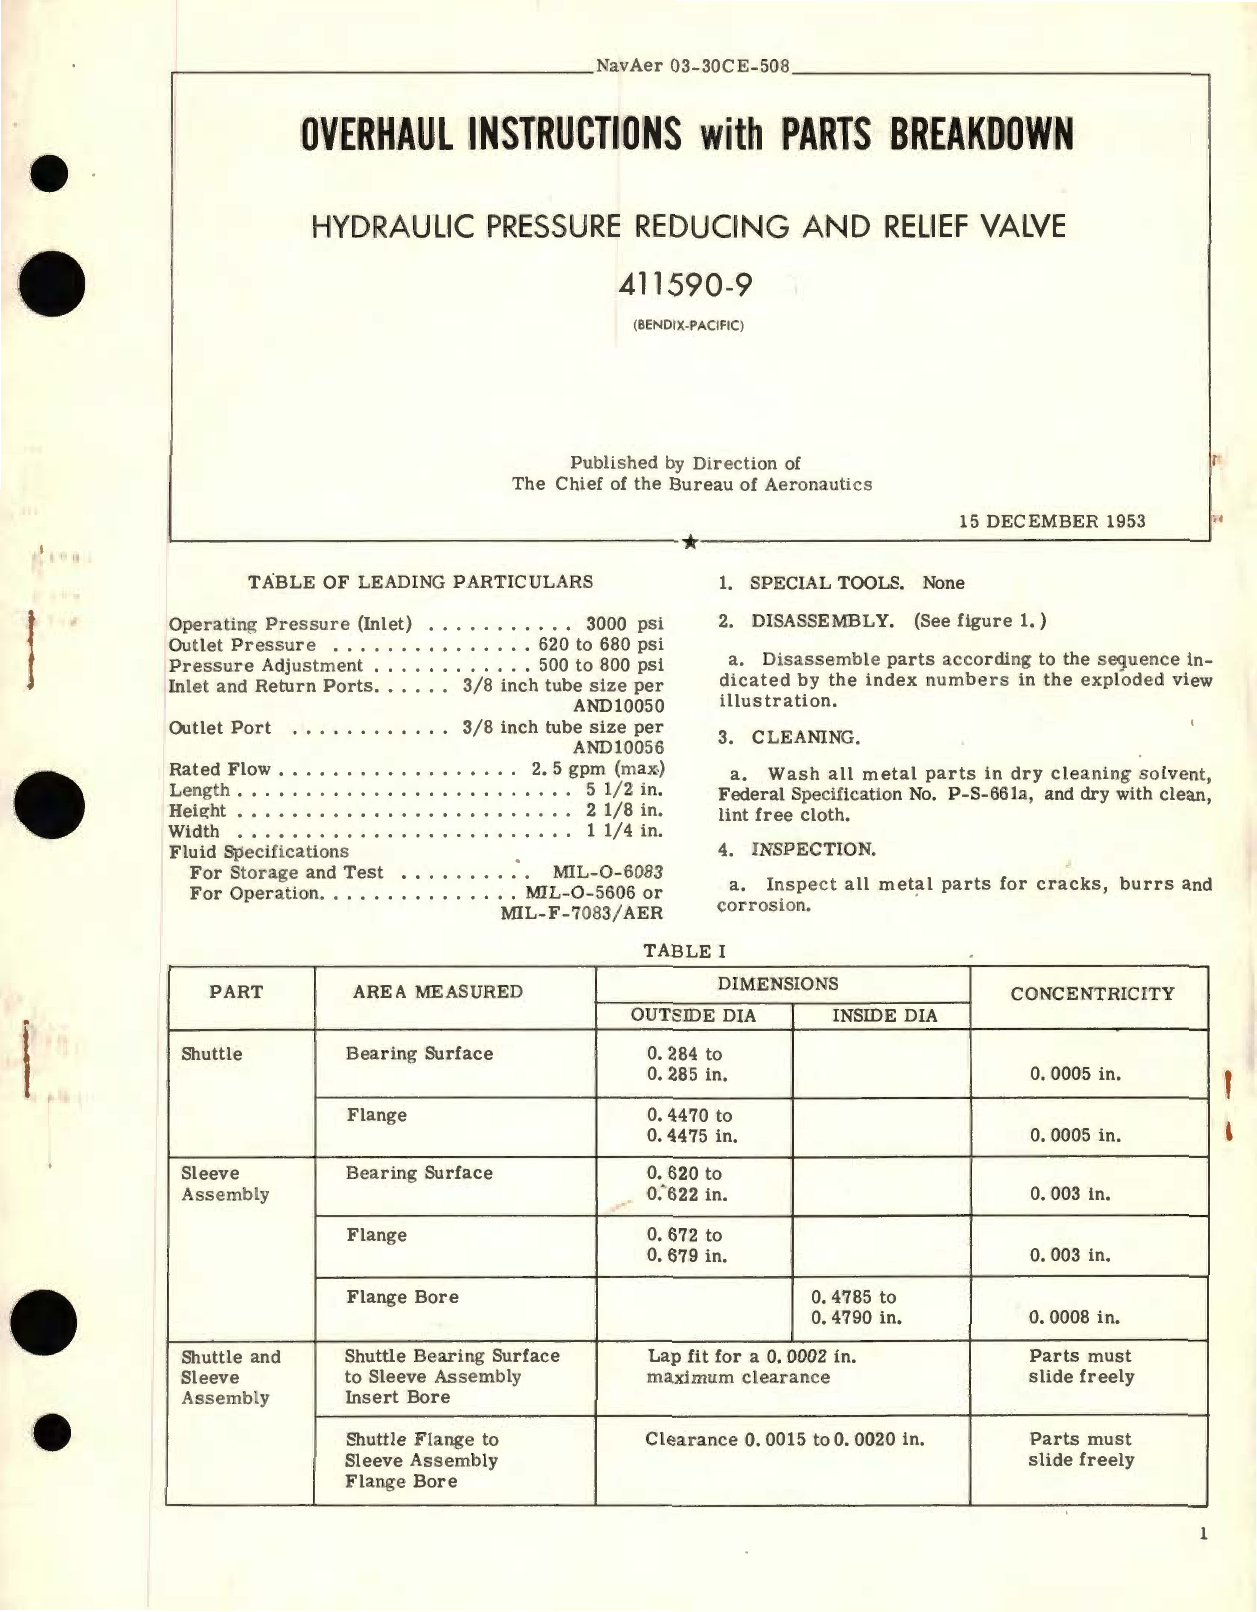 NavAer 03-30CE-508
OVERHAUL INSTRUCTIONS with PARTS BREAKDOWN
HYDRAULIC PRESSURE REDUCING AND RELIEF VALVE
411590-9
(BENDIX-PACIFIC)
Published by Direction of
The Chief of the Bureau of Aeronautics
15 DECEMBER 1953
TABLE OF LEADING PARTICULARS
Operating Pressure (Inlet) . . . . . . . . . . . 3000 psi
Outlet Pressure . . . . . . . . . . . . . . . 620 to 680 psi
Pressure Adjustment . . . . . . . . . . . . 500 to 800 psi
Inlet and Return Ports. . . . . . 3/8 inch tube size per
AND10050
Outlet Port . . . . . . . . . . . . 3/8 inch tube size per
AND10056
Rated Flow . . . . . . . . . . . . . . . . . . 2.5 gpm (max)
Length . . . . . . . . . . . . . . . . . . . . . . . . . 5 1/2 in.
Height . . . . . . . . . . . . . . . . . . . . . . . . . 2 1/8 in.
Width . . . . . . . . . . . . . . . . . . . . . . . . . 1 1/4 in.
Fluid Specifications
For Storage and Test . . . . . . . . . . MIL-O-6083
For Operation. . . . . . . . . . . . . . . MIL-O-5606 or
MIL-F-7083/AER
1. SPECIAL TOOLS. None
2. DISASSEMBLY. (See figure 1.)
a. Disassemble parts according to the sequence in-
dicated by the index numbers in the exploded view
illustration.
3. CLEANING.
a. Wash all metal parts in dry cleaning solvent,
Federal Specification No. P-S-661a, and dry with clean,
lint free cloth.
4. INSPECTION.
a. Inspect all metal parts for cracks, burrs and
corrosion.
TABLE I
PART AREA MEASURED DIMENSIONS CONCENTRICITY
OUTSIDE DIA INSIDE DIA
Shuttle Bearing Surface 0.284 to
0.285 in. 0.0005 in.
Flange 0.4470 to
0.4475 in. 0.0005 in.
Sleeve Bearing Surface 0.620 to
Assembly 0.622 in. 0.003 in.
Flange 0.672 to
0.679 in. 0.003 in.
Flange Bore 0.4785 to
0.4790 in. 0.0008 in.
Shuttle and Shuttle Bearing Surface Lap fit for a 0.0002 in. Parts must
Sleeve to Sleeve Assembly maximum clearance slide freely
Assembly Insert Bore
Shuttle Flange to Clearance 0.0015 to 0.0020 in. Parts must
Sleeve Assembly slide freely
Flange Bore
1